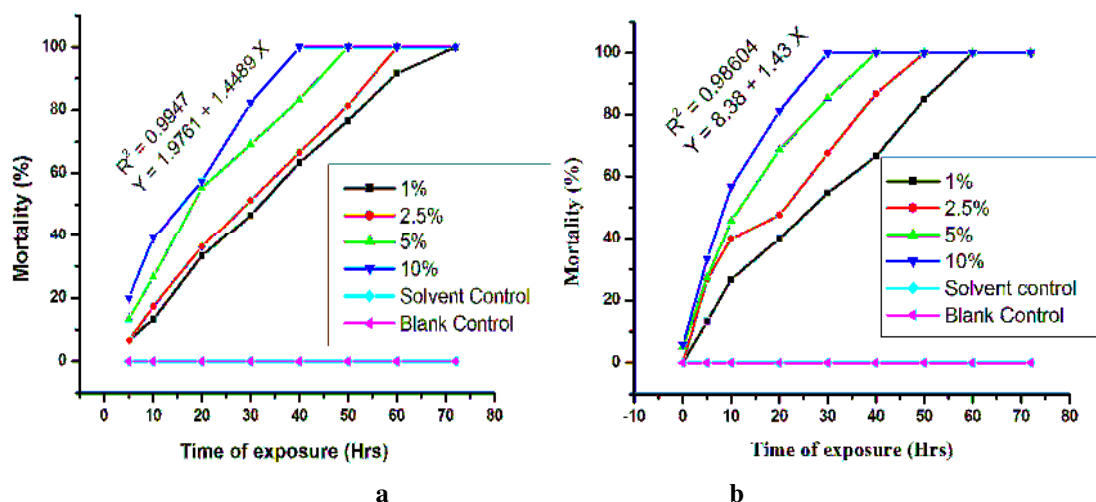 R² = 0.9947
Y = 1.9761 + 1.4489 X
Mortality (%)
100
80
60
40
20
0
1%
2.5%
5%
10%
Solvent Control
Blank Control
0 10 20 30 40 50 60 70 80
Time of exposure (Hrs)
a
R² = 0.98604
Y = 8.38 + 1.43 X
Mortality (%)
100
80
60
40
20
0
1%
2.5%
5%
10%
Solvent control
Blank Control
-10 0 10 20 30 40 50 60 70 80
Time of exposure (Hrs)
b